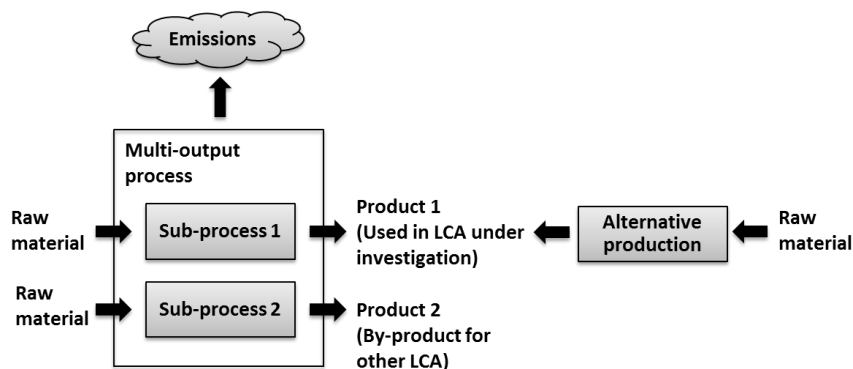 Emissions
Multi-output
process
Raw
material
Sub-process 1
Product 1
(Used in LCA under
investigation)
Alternative
production
Raw
material
Raw
material
Sub-process 2
Product 2
(By-product for
other LCA)